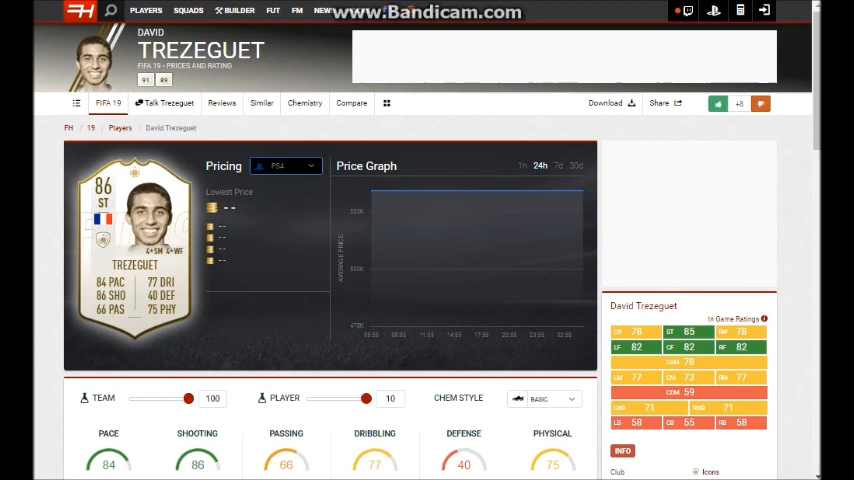 www.Bandicam.com
FH PLAYERS SQUADS BUILDER FUT FM NEW
DAVID
TREZEGUET
FIFA 19 • PRICES AND RATING
91 89
FIFA 19 Talk Trezeguet Reviews Similar Chemistry Compare Download Share +8
FH 19 Players David Trezeguet
86
ST
4★SM 4★WF
TREZEGUET
84 PAC 77 DRI
86 SHO 40 DEF
66 PAS 75 PHY
Pricing PS4
Lowest Price
--
--
--
--
--
Price Graph 1h 24h 7d 30d
AVERAGE PRICE
David Trezeguet
In Game Ratings
LW 78 ST 85 RW 78
LF 82 CF 82 RF 82
CAM 78
LM 77 CM 73 RM 77
CDM 59
LWB 71 RWB 71
LB 58 CB 55 RB 58
INFO
Club Icons
TEAM 100 PLAYER 10 CHEM STYLE BASIC
PACE SHOOTING PASSING DRIBBLING DEFENSE PHYSICAL
84 86 66 77 40 75